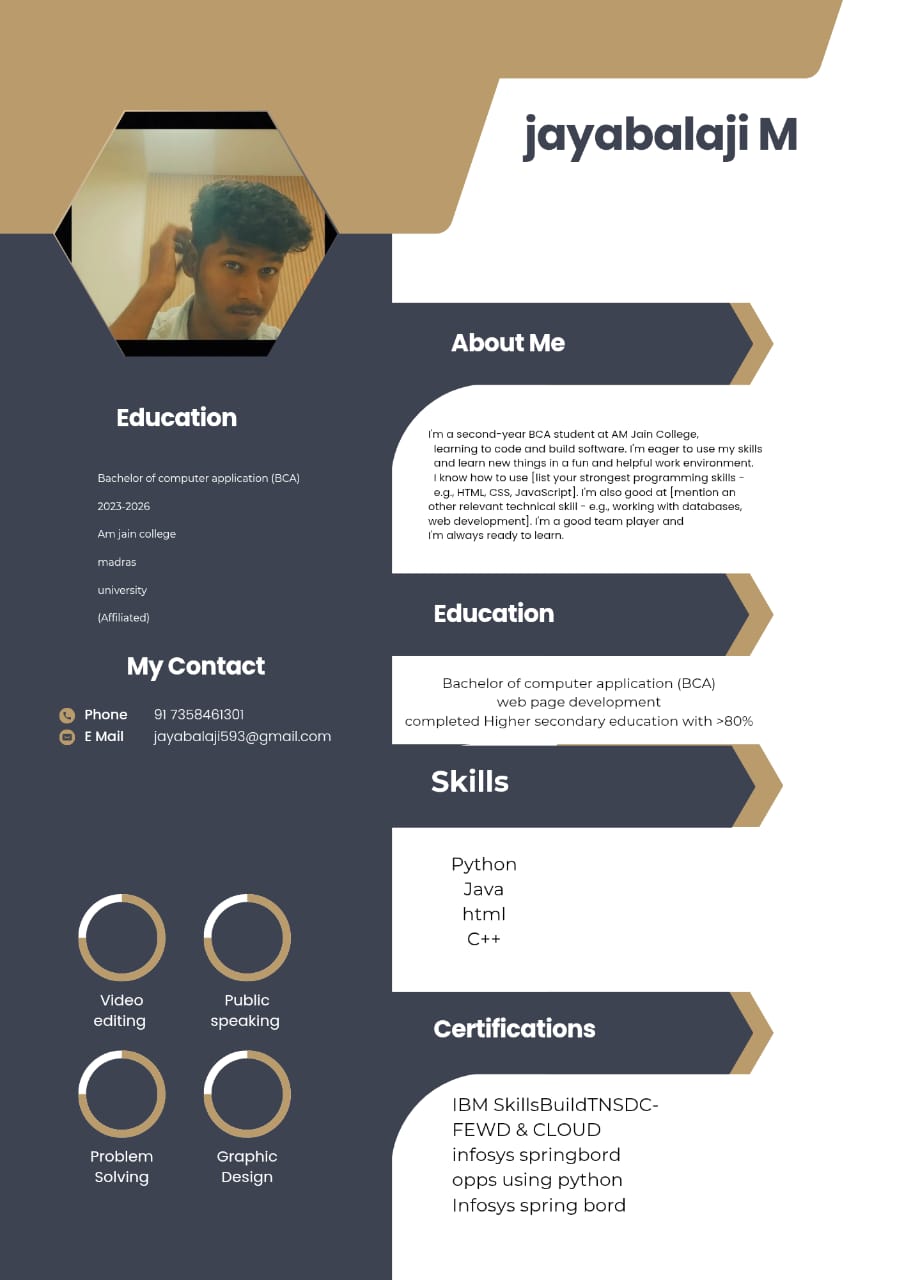 jayabalaji M
Education
Bachelor of computer application (BCA)
2023-2026
Am jain college
madras
university
(Affiliated)
My Contact
Phone 91 7358461301
E Mail jayabalaji593@gmail.com
Video
editing
Public
speaking
Problem
Solving
Graphic
Design
About Me
I'm a second-year BCA student at AM Jain College,
learning to code and build software. I'm eager to use my skills
and learn new things in a fun and helpful work environment.
I know how to use [list your strongest programming skills -
e.g., HTML, CSS, JavaScript]. I'm also good at [mention an
other relevant technical skill - e.g., working with databases,
web development]. I'm a good team player and
I'm always ready to learn.
Education
Bachelor of computer application (BCA)
web page development
completed Higher secondary education with >80%
Skills
Python
Java
html
C++
Certifications
IBM SkillsBuildTNSDC-
FEWD & CLOUD
infosys springbord
opps using python
Infosys spring bord